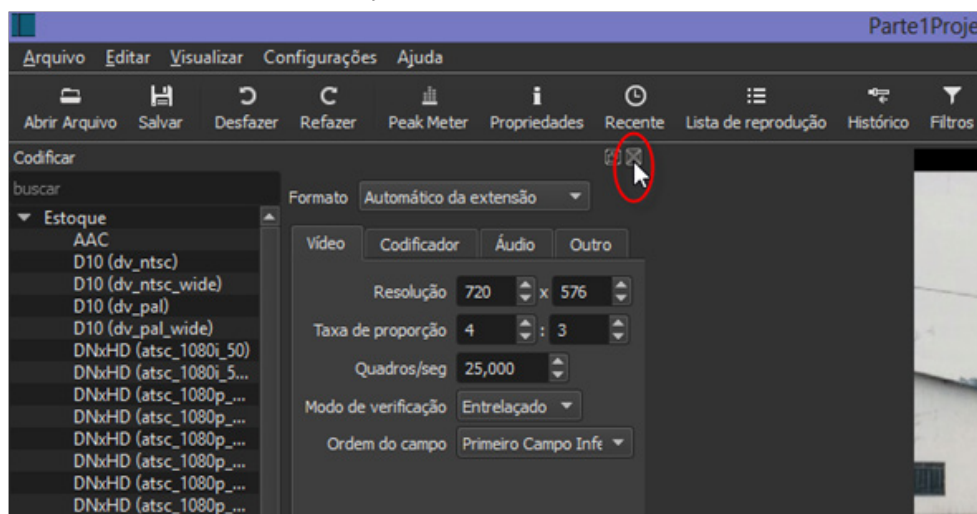 Parte1Proje
Arquivo Editar Visualizar Configurações Ajuda
Abrir Arquivo Salvar Desfazer Refazer Peak Meter Propriedades Recente Lista de reprodução Histórico Filtros
Codificar
buscar
Formato Automático da extensão
Estoque
AAC
D10 (dv_ntsc)
D10 (dv_ntsc_wide)
D10 (dv_pal)
D10 (dv_pal_wide)
DNxHD (atsc_1080i_50)
DNxHD (atsc_1080i_5...
DNxHD (atsc_1080p_...
DNxHD (atsc_1080p_...
DNxHD (atsc_1080p_...
DNxHD (atsc_1080p_...
DNxHD (atsc_1080p_...
DNxHD (atsc_1080p_...
Vídeo Codificador Áudio Outro
Resolução 720 x 576
Taxa de proporção 4 : 3
Quadros/seg 25,000
Modo de verificação Entrelaçado
Ordem do campo Primeiro Campo Infe